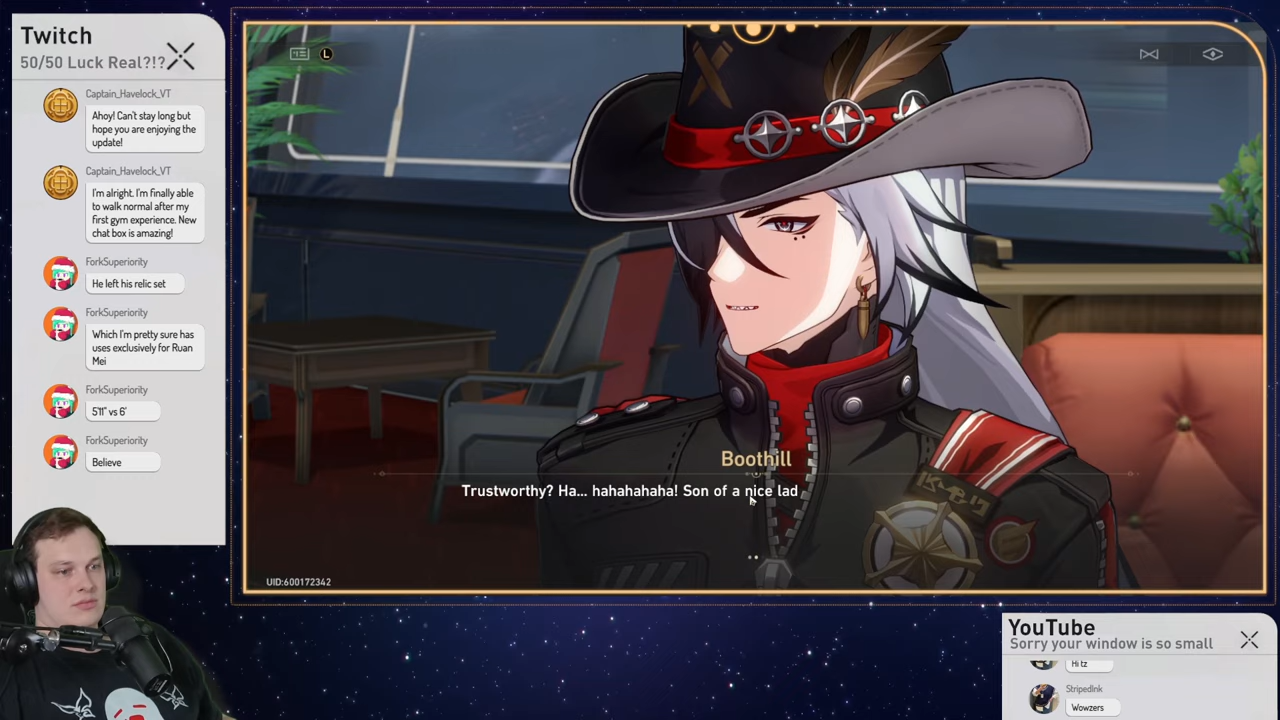 Twitch
50/50 Luck Real?!?
Captain_Havelock_VT
Ahoy! Can't stay long but
hope you are enjoying the
update!
Captain_Havelock_VT
I'm alright. I'm finally able
to walk normal after my
first gym experience. New
chat box is amazing!
ForkSuperiority
He left his relic set
ForkSuperiority
Which I'm pretty sure has
uses exclusively for Ruan
Mei
ForkSuperiority
5'11" vs 6'
ForkSuperiority
Believe
L
Boothill
Trustworthy? Ha... hahahahaha! Son of a nice lad
UID:600172342
YouTube
Sorry your window is so small
Hi tz
StripedInk
Wowzers